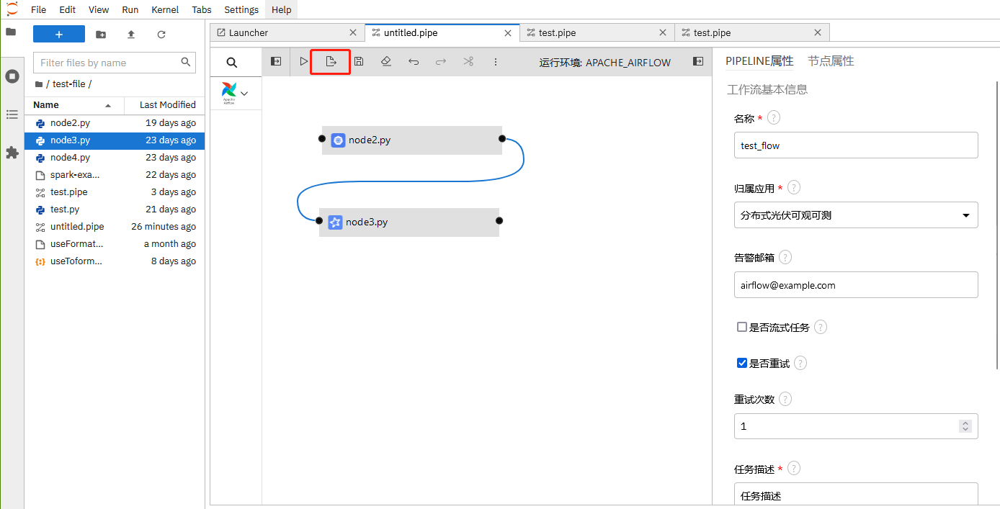 File Edit View Run Kernel Tabs Settings Help
Launcher
untitled.pipe
test.pipe
test.pipe
Filter files by name
/ test-file /
Name Last Modified
node2.py 19 days ago
node3.py 23 days ago
node4.py 23 days ago
spark-exa... 22 days ago
test.pipe 3 days ago
test.py 21 days ago
untitled.pipe 26 minutes ago
useFormat... a month ago
useToform... 8 days ago
运行环境: APACHE_AIRFLOW
Apache
Airflow
node2.py
node3.py
PIPELINE属性 节点属性
工作流基本信息
名称 * ?
test_flow
归属应用 * ?
分布式光伏可观可测
告警邮箱 ?
airflow@example.com
是否流式任务 ?
是否重试 ?
重试次数 ?
1
任务描述 * ?
任务描述